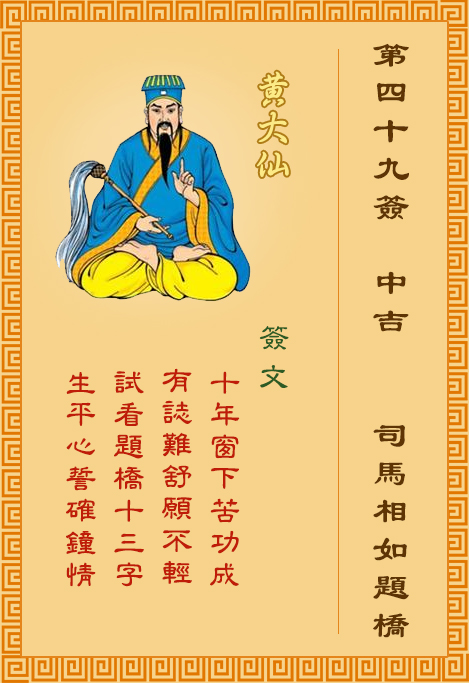 第四十九簽 中吉 司馬相如題橋
黃大仙
簽文
十年窗下苦功成
有誌難舒願不輕
試看題橋十三字
生平心誓確鐘情